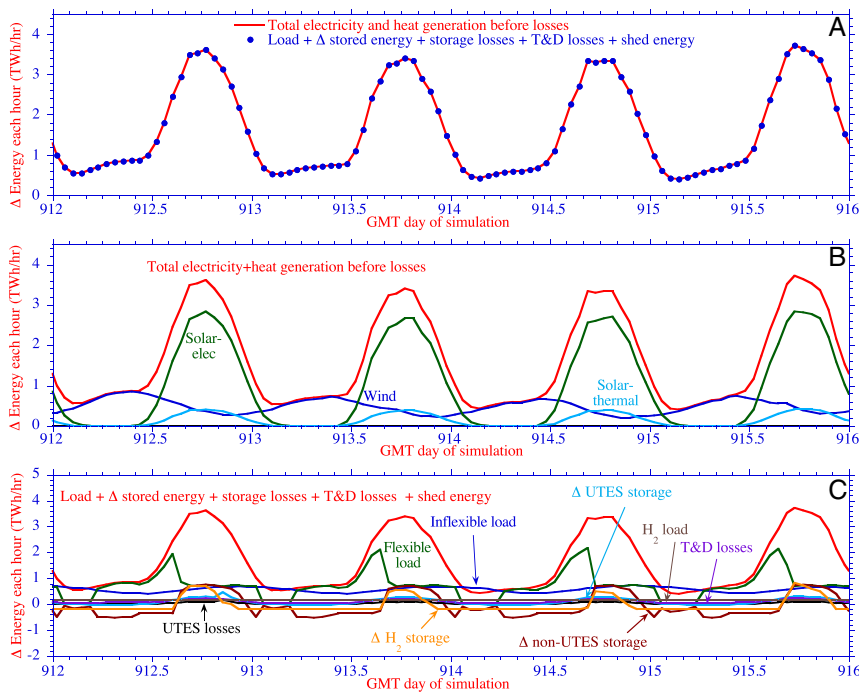 A
Total electricity and heat generation before losses
Load + Δ stored energy + storage losses + T&D losses + shed energy
Δ Energy each hour (TWh/hr)
4
3
2
1
0
912 912.5 913 913.5 914 914.5 915 915.5 916
GMT day of simulation
B
Total electricity+heat generation before losses
Solar-
elec
Wind
Solar-
thermal
Δ Energy each hour (TWh/hr)
4
3
2
1
0
912 912.5 913 913.5 914 914.5 915 915.5 916
GMT day of simulation
C
Load + Δ stored energy + storage losses + T&D losses + shed energy
Δ UTES storage
Inflexible load
H2 load
T&D losses
Flexible
load
UTES losses
Δ H2 storage
Δ non-UTES storage
Δ Energy each hour (TWh/hr)
5
4
3
2
1
0
-1
-2
912 912.5 913 913.5 914 914.5 915 915.5 916
GMT day of simulation